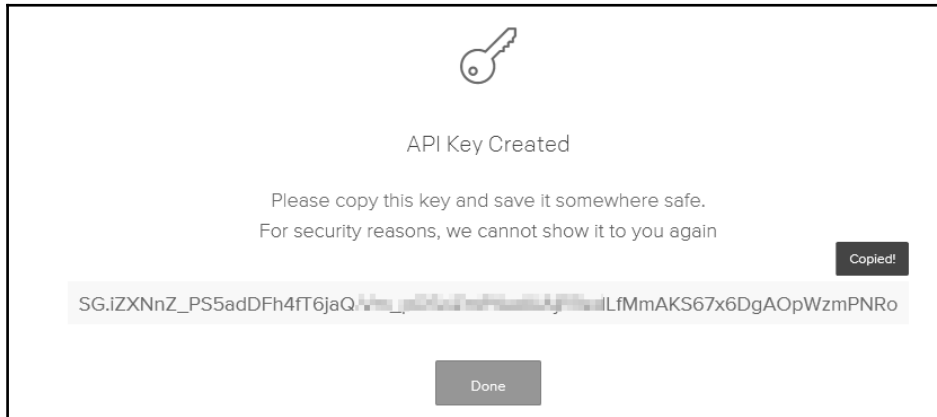 API Key Created
Please copy this key and save it somewhere safe.
For security reasons, we cannot show it to you again
Copied!
SG.iZXNnZ_PS5adDFh4fT6jaQ. LfMmAKS67x6DgAOpWzmPNRo
Done